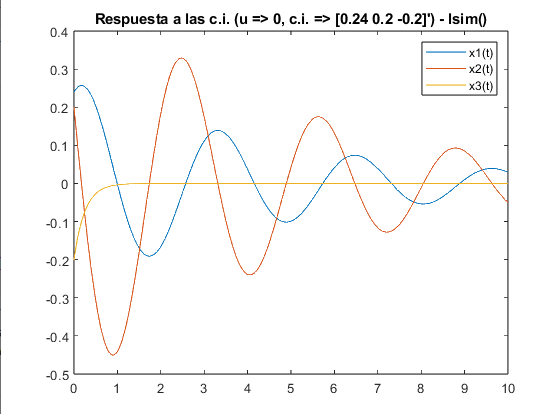 Respuesta a las c.i. (u => 0, c.i. => [0.24 0.2 -0.2]') - lsim()
0.4
x1(t)
x2(t)
x3(t)
0.3
0.2
0.1
0
-0.1
-0.2
-0.3
-0.4
-0.5
0 1 2 3 4 5 6 7 8 9 10